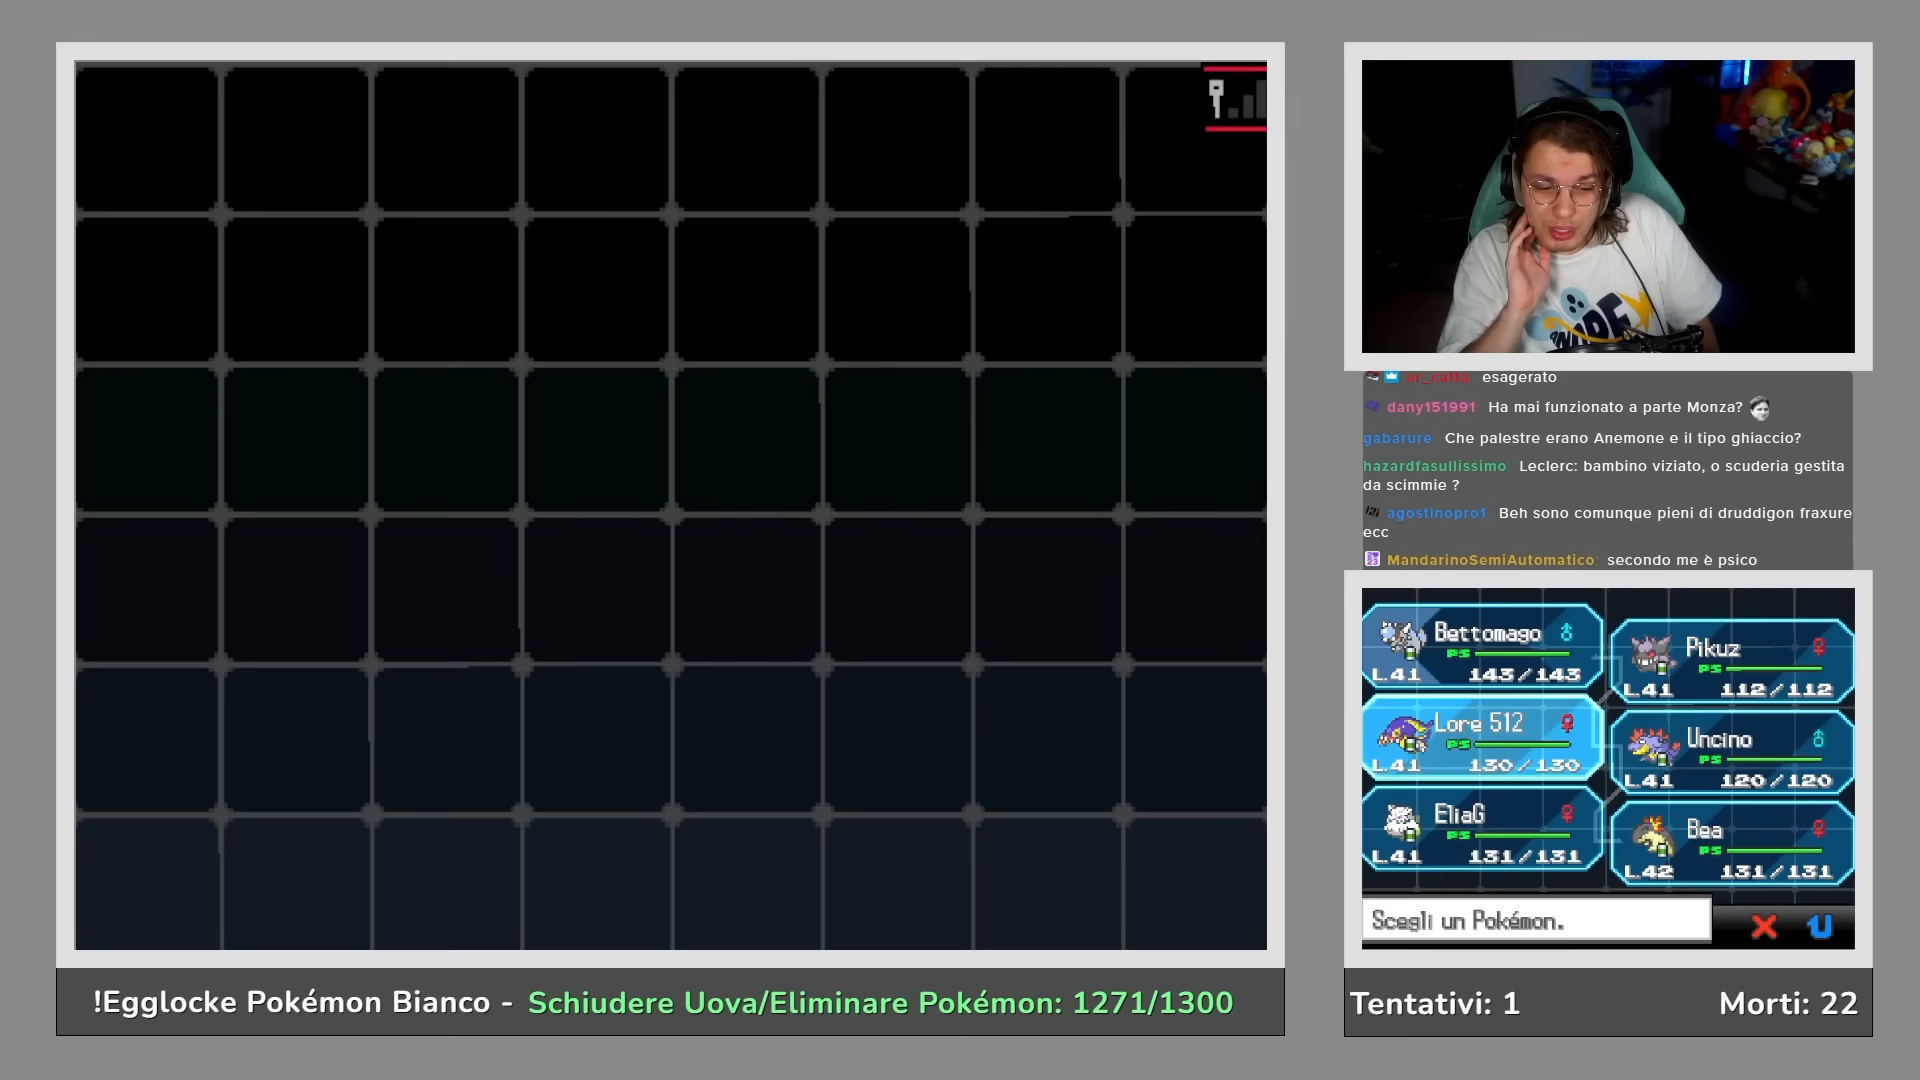 er_caffa esagerato
dany151991: Ha mai funzionato a parte Monza?
gabarure Che palestre erano Anemone e il tipo ghiaccio?
hazardfasullissimo: Leclerc: bambino viziato, o scuderia gestita
da scimmie ?
agostinopro1 Beh sono comunque pieni di druddigon fraxure
ecc
MandarinoSemiAutomatico: secondo me è psico
Bettomago ♂
PS
L.41 143/143
Pikuz ♀
PS
L.41 112/112
Lore 512 ♀
PS
L.41 130/130
Uncino ♂
PS
L.41 120/120
EliaG ♀
PS
L.41 131/131
Bea ♀
PS
L.42 131/131
Scegli un Pokémon.
!Egglocke Pokémon Bianco - Schiudere Uova/Eliminare Pokémon: 1271/1300
Tentativi: 1 Morti: 22